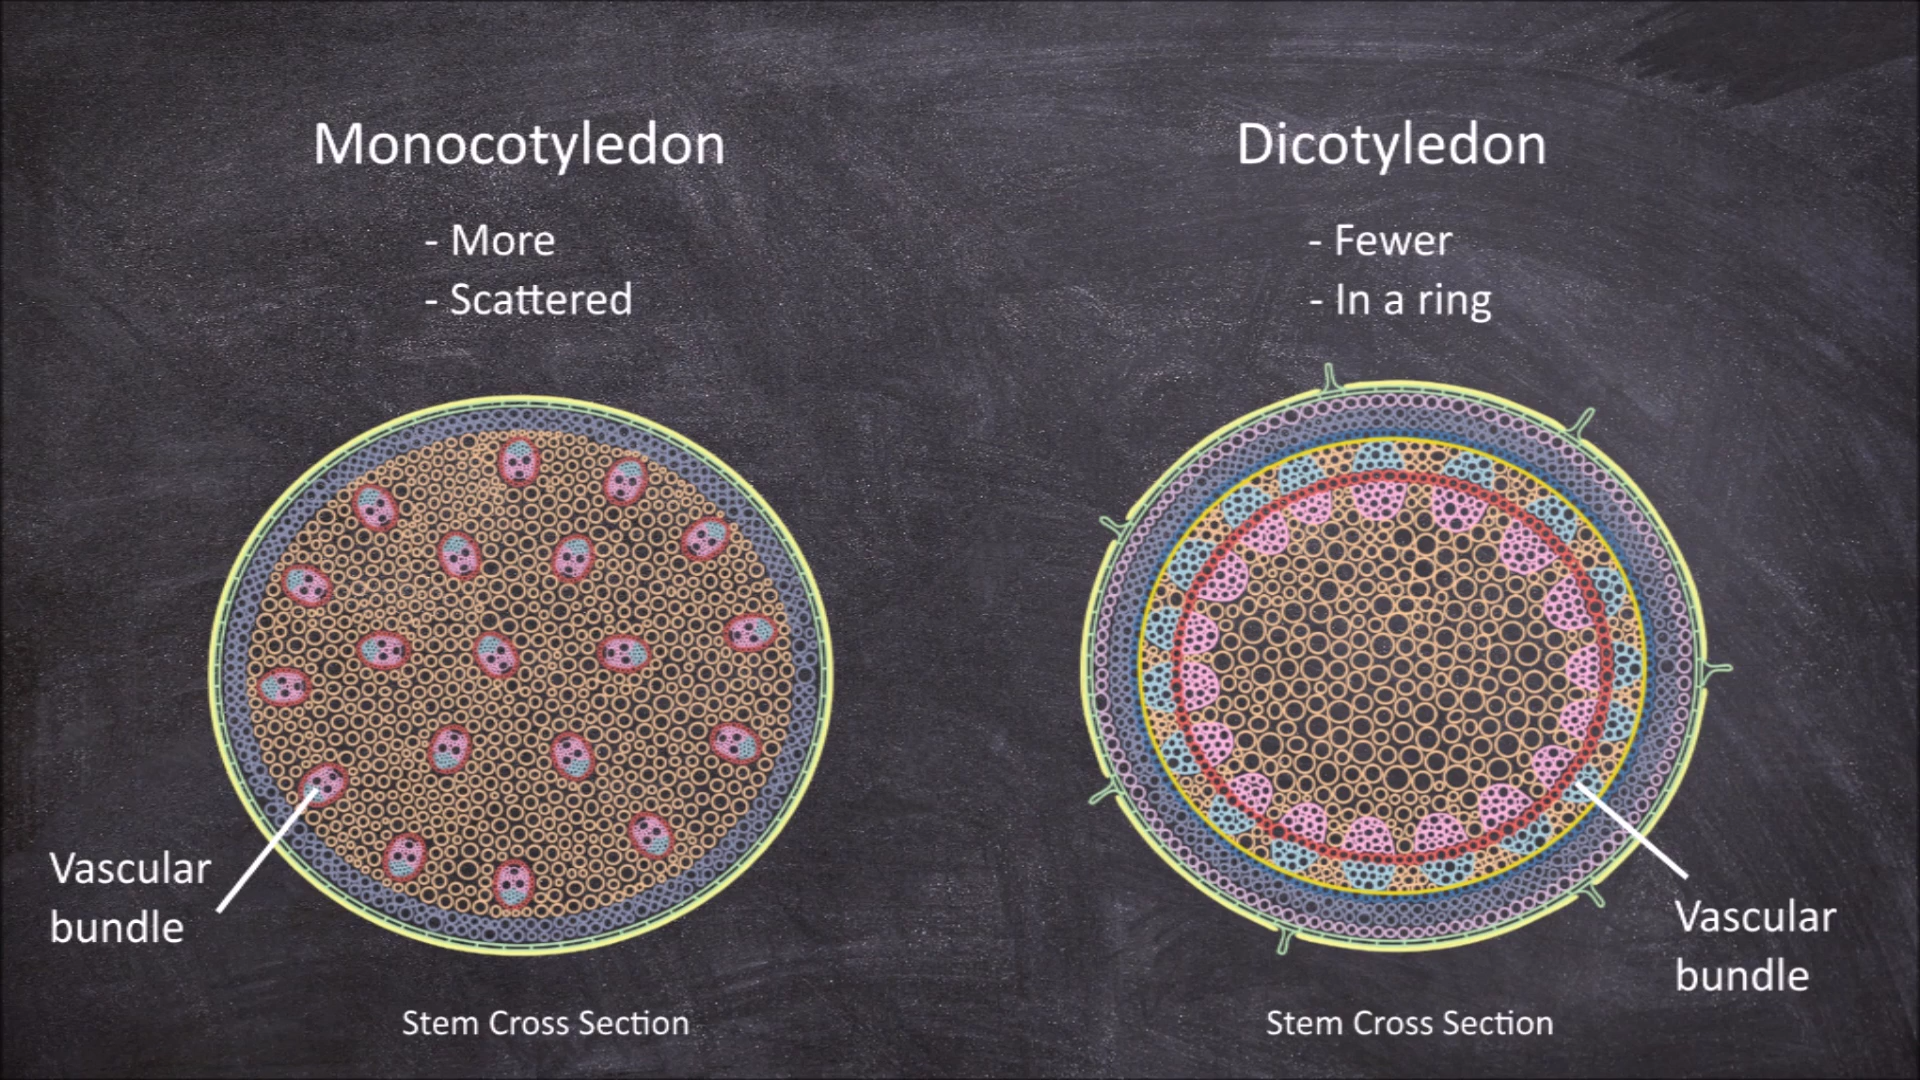 Monocotyledon
- More
- Scattered
Vascular
bundle
Stem Cross Section
Dicotyledon
- Fewer
- In a ring
Vascular
bundle
Stem Cross Section